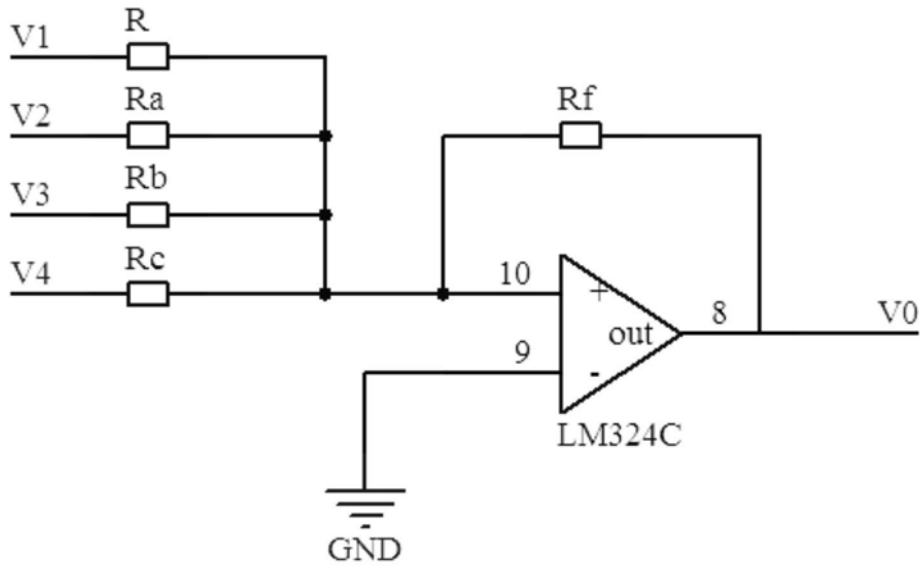 V1
R
V2
Ra
V3
Rb
V4
Rc
Rf
10
+
9
-
out
8
V0
LM324C
GND